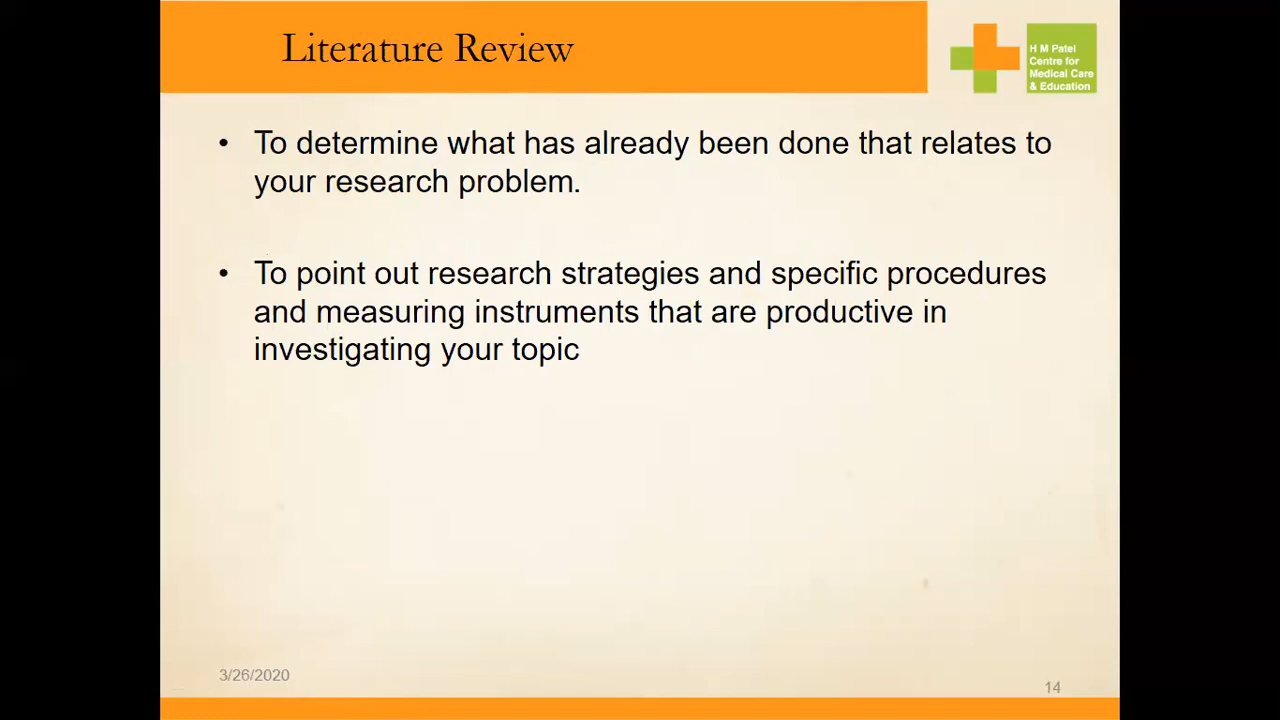 Literature Review
H M Patel
Centre for
Medical Care
& Education
• To determine what has already been done that relates to
your research problem.
• To point out research strategies and specific procedures
and measuring instruments that are productive in
investigating your topic
3/26/2020
14